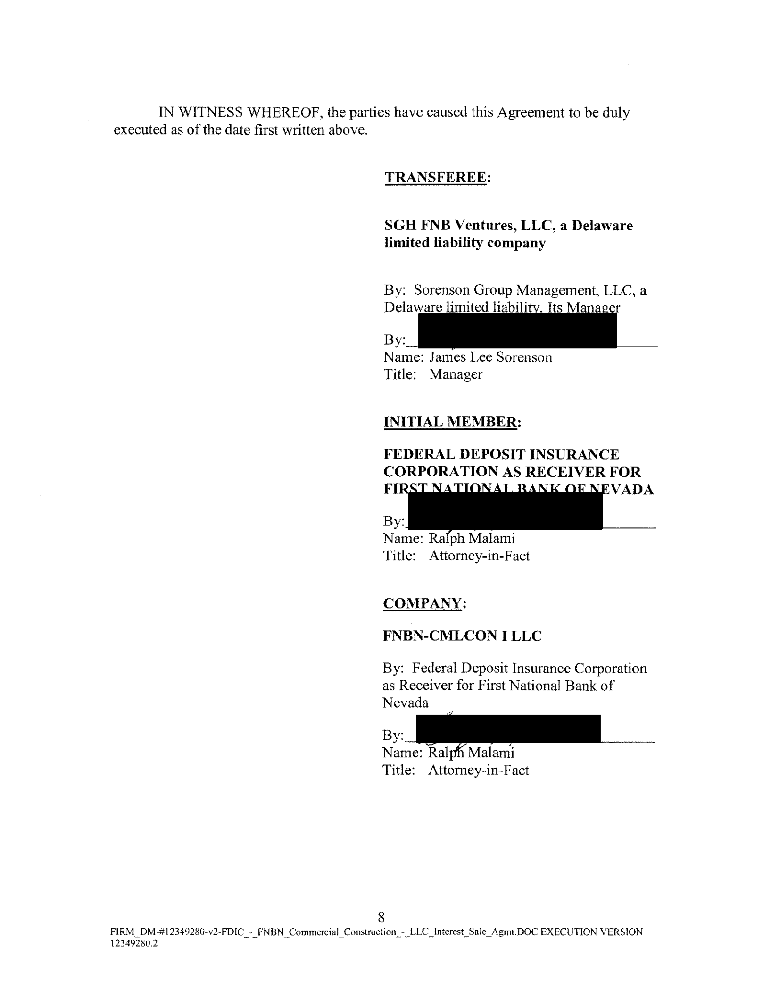 IN WITNESS WHEREOF, the parties have caused this Agreement to be duly
executed as of the date first written above.
TRANSFEREE:
SGH FNB Ventures, LLC, a Delaware
limited liability company
By: Sorenson Group Management, LLC, a
Delaware limited liability, Its Manager
By:
Name: James Lee Sorenson
Title: Manager
INITIAL MEMBER:
FEDERAL DEPOSIT INSURANCE
CORPORATION AS RECEIVER FOR
FIRST NATIONAL BANK OF NEVADA
By:
Name: Ralph Malami
Title: Attorney-in-Fact
COMPANY:
FNBN-CMLCON I LLC
By: Federal Deposit Insurance Corporation
as Receiver for First National Bank of
Nevada
By:
Name: Ralph Malami
Title: Attorney-in-Fact
8
FIRM_DM-#12349280-v2-FDIC_-_FNBN_Commercial_Construction_-_LLC_Interest_Sale_Agmt.DOC EXECUTION VERSION
12349280.2